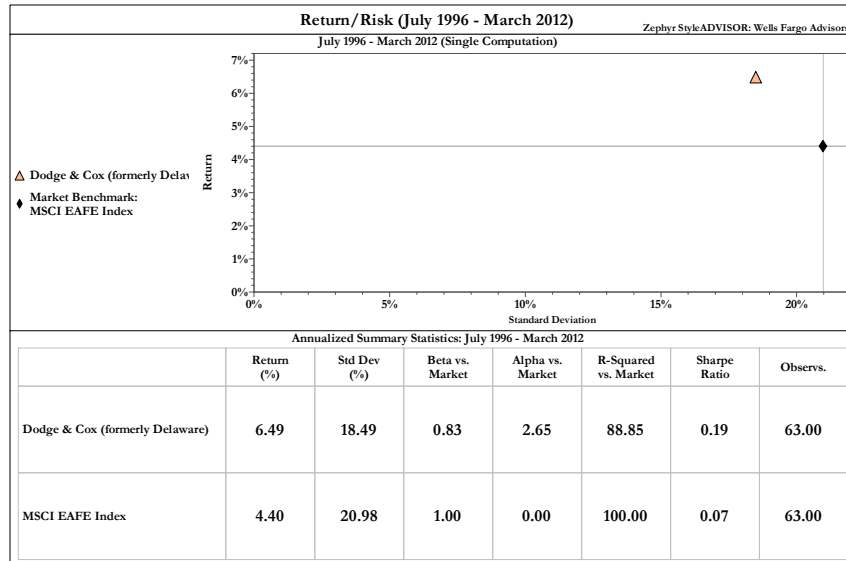 Return/Risk (July 1996 - March 2012)
Zephyr StyleADVISOR: Wells Fargo Advisors
July 1996 - March 2012 (Single Computation)
7%
6%
5%
4%
3%
2%
1%
0%
Return
0%
5%
10%
15%
20%
Standard Deviation
Dodge & Cox (formerly Delaw
Market Benchmark:
MSCI EAFE Index
Annualized Summary Statistics: July 1996 - March 2012
Return (%) Std Dev (%) Beta vs. Market Alpha vs. Market R-Squared vs. Market Sharpe Ratio Observs.
Dodge & Cox (formerly Delaware) 6.49 18.49 0.83 2.65 88.85 0.19 63.00
MSCI EAFE Index 4.40 20.98 1.00 0.00 100.00 0.07 63.00